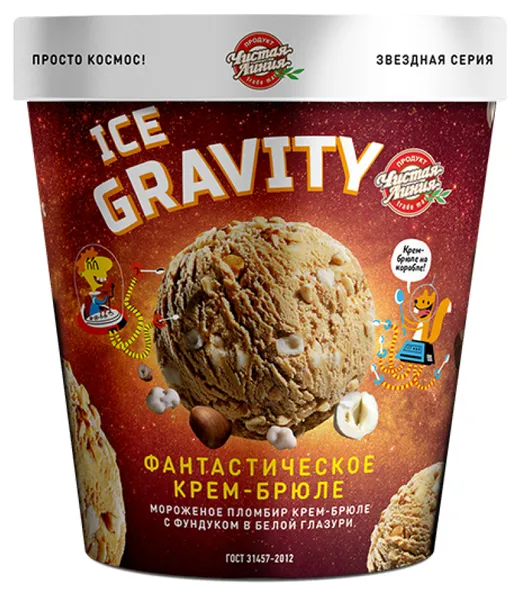 ПРОСТО КОСМОС!
ПРОДУКТ
Чистая
Линия
trade mark
ЗВЕЗДНАЯ СЕРИЯ
ICE
GRAVITY
ПРОДУКТ
Чистая
Линия
trade mark
Крем-
брюле на
корабле!
ФАНТАСТИЧЕСКОЕ
КРЕМ-БРЮЛЕ
МОРОЖЕНОЕ ПЛОМБИР КРЕМ-БРЮЛЕ
С ФУНДУКОМ В БЕЛОЙ ГЛАЗУРИ
ГОСТ 31457-2012